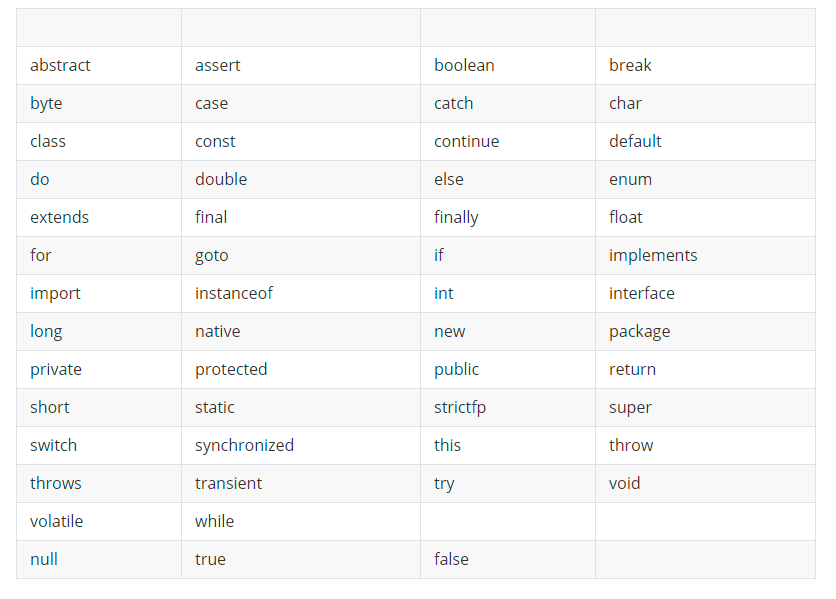 abstract assert boolean break
byte case catch char
class const continue default
do double else enum
extends final finally float
for goto if implements
import instanceof int interface
long native new package
private protected public return
short static strictfp super
switch synchronized this throw
throws transient try void
volatile while
null true false